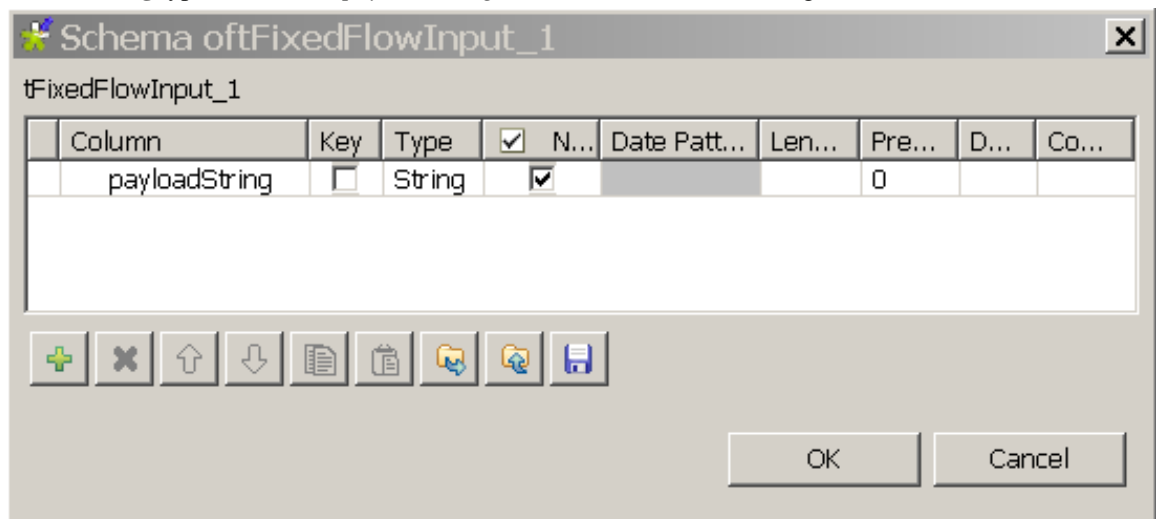 Schema oftFixedFlowInput_1
tFixedFlowInput_1
Column Key Type N... Date Patt... Len... Pre... D... Co...
payloadString String 0
OK Cancel